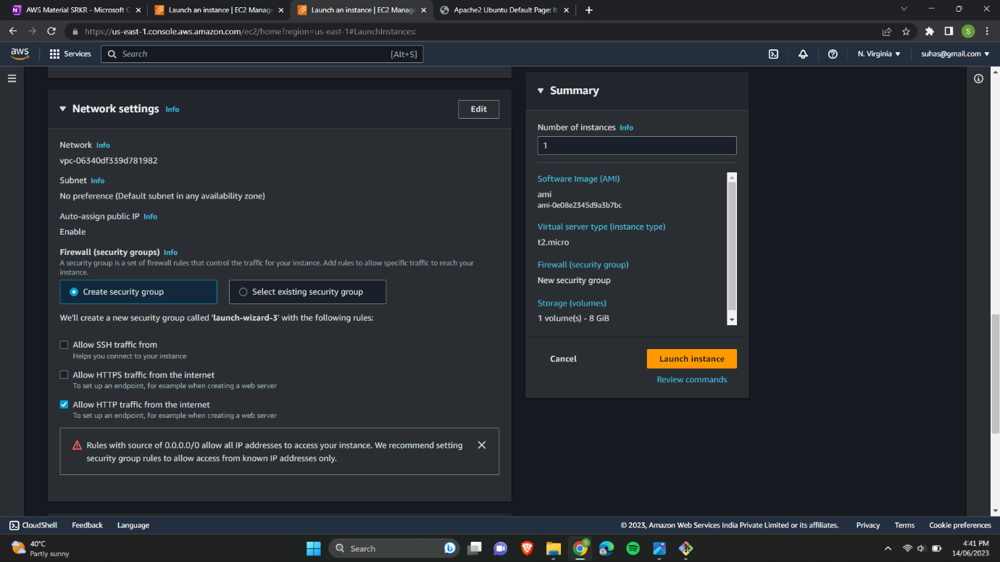 AWS Material SRKR - Microsoft O
Launch an instance | EC2 Manage
Launch an instance | EC2 Manage
Apache2 Ubuntu Default Page: It
https://us-east-1.console.aws.amazon.com/ec2/home?region=us-east-1#LaunchInstances:
S
aws
Services
Search
[Alt+S]
N. Virginia
suhas@gmail.com
Network settings Info
Edit
Network Info
vpc-06340df339d781982
Subnet Info
No preference (Default subnet in any availability zone)
Auto-assign public IP Info
Enable
Firewall (security groups) Info
A security group is a set of firewall rules that control the traffic for your instance. Add rules to allow specific traffic to reach your
instance.
Create security group
Select existing security group
We'll create a new security group called 'launch-wizard-3' with the following rules:
Allow SSH traffic from
Helps you connect to your instance
Allow HTTPS traffic from the internet
To set up an endpoint, for example when creating a web server
Allow HTTP traffic from the internet
To set up an endpoint, for example when creating a web server
Rules with source of 0.0.0.0/0 allow all IP addresses to access your instance. We recommend setting
security group rules to allow access from known IP addresses only.
Summary
Number of instances Info
1
Software Image (AMI)
ami
ami-0e08e2345d9a3b7bc
Virtual server type (instance type)
t2.micro
Firewall (security group)
New security group
Storage (volumes)
1 volume(s) - 8 GiB
Cancel
Launch instance
Review commands
CloudShell
Feedback
Language
© 2023, Amazon Web Services India Private Limited or its affiliates.
Privacy
Terms
Cookie preferences
40°C
Partly sunny
Search
4:41 PM
14/06/2023